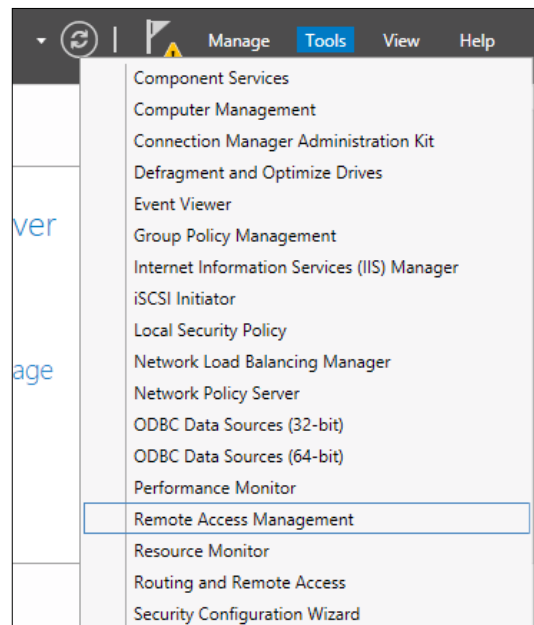 Manage Tools View Help
Component Services
Computer Management
Connection Manager Administration Kit
Defragment and Optimize Drives
Event Viewer
ver
Group Policy Management
Internet Information Services (IIS) Manager
iSCSI Initiator
Local Security Policy
Network Load Balancing Manager
age
Network Policy Server
ODBC Data Sources (32-bit)
ODBC Data Sources (64-bit)
Performance Monitor
Remote Access Management
Resource Monitor
Routing and Remote Access
Security Configuration Wizard